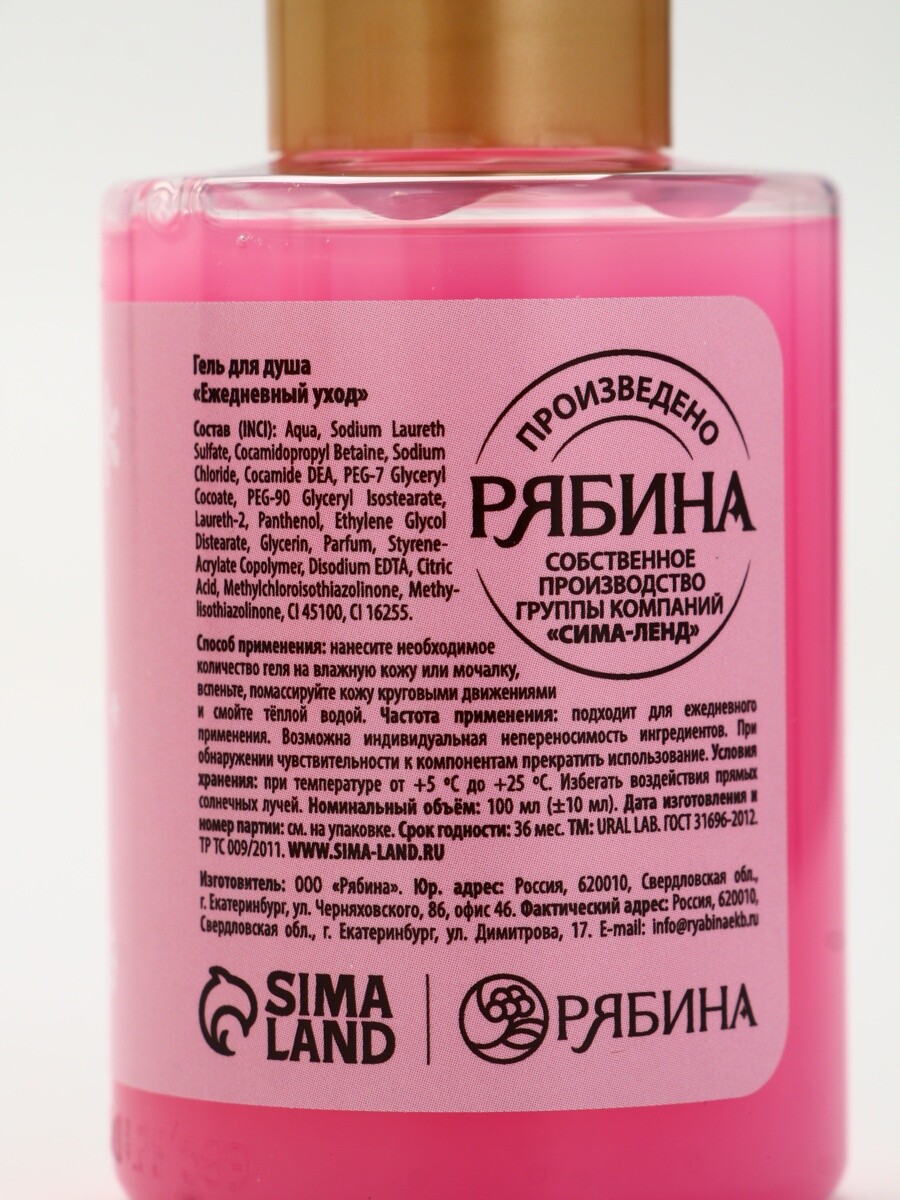 Гель для душа
«Ежедневный уход»
Состав (INCI): Aqua, Sodium Laureth
Sulfate, Cocamidopropyl Betaine, Sodium
Chloride, Cocamide DEA, PEG-7 Glyceryl
Cocoate, PEG-90 Glyceryl Isostearate,
Laureth-2, Panthenol, Ethylene Glycol
Distearate, Glycerin, Parfum, Styrene-
Acrylate Copolymer, Disodium EDTA, Citric
Acid, Methylchloroisothiazolinone, Methy-
lisothiazolinone, CI 45100, CI 16255.
ПРОИЗВЕДЕНО
РЯБИНА
СОБСТВЕННОЕ
ПРОИЗВОДСТВО
ГРУППЫ КОМПАНИЙ
«СИМА-ЛЕНД»
Способ применения: нанесите необходимое
количество геля на влажную кожу или мочалку,
вспеньте, помассируйте кожу круговыми движениями
и смойте тёплой водой. Частота применения: подходит для ежедневного
применения. Возможна индивидуальная непереносимость ингредиентов. При
обнаружении чувствительности к компонентам прекратить использование. Условия
хранения: при температуре от +5 ºС до +25 ºС. Избегать воздействия прямых
солнечных лучей. Номинальный объём: 100 мл (±10 мл). Дата изготовления и
номер партии: см. на упаковке. Срок годности: 36 мес. ТМ: URAL LAB. ГОСТ 31696-2012.
ТР ТС 009/2011. WWW.SIMA-LAND.RU
Изготовитель: ООО «Рябина». Юр. адрес: Россия, 620010, Свердловская обл.,
г. Екатеринбург, ул. Черняховского, 86, офис 46. Фактический адрес: Россия, 620010,
Свердловская обл., г. Екатеринбург, ул. Димитрова, 17. E-mail: info@ryabinaekb.ru
SIMA
LAND
РЯБИНА